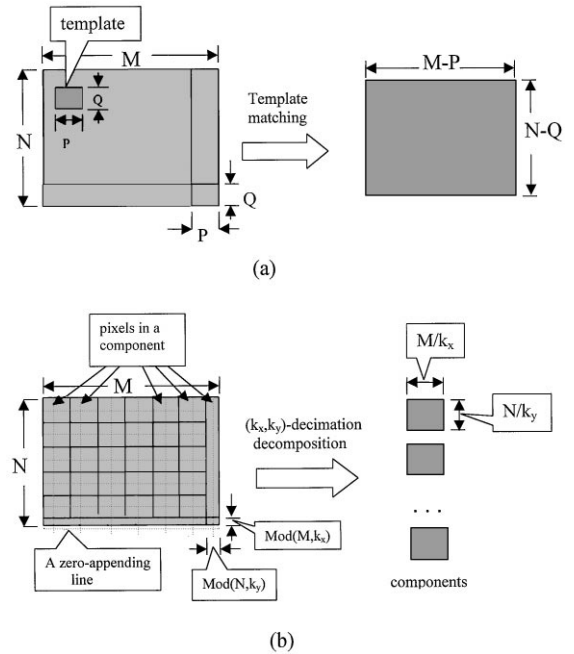 template
M
N
Q
P
Q
P
Template
matching
M-P
N-Q
(a)
pixels in a
component
M
N
(kx,ky)-decimation
decomposition
M/kx
N/ky
. . .
Mod(M,kx)
A zero-appending
line
Mod(N,ky)
components
(b)